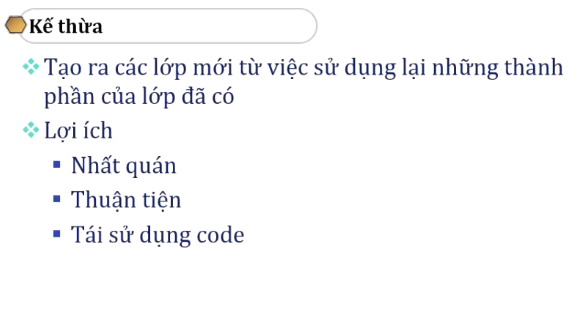 Kế thừa
Tạo ra các lớp mới từ việc sử dụng lại những thành
phần của lớp đã có
Lợi ích
Nhất quán
Thuận tiện
Tái sử dụng code